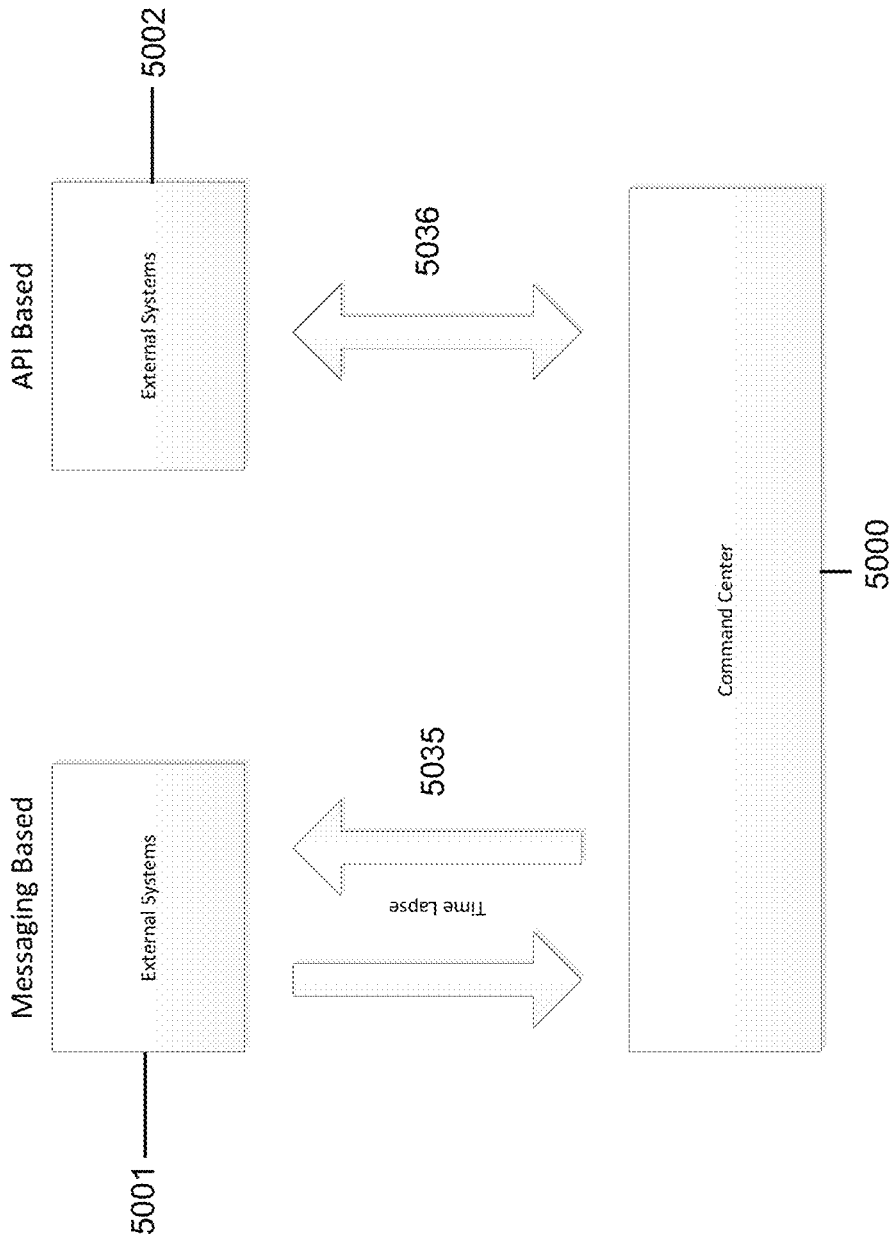 Messaging Based
API Based
External Systems
External Systems
5001
5002
Time Lapse
5035
5036
Command Center
5000